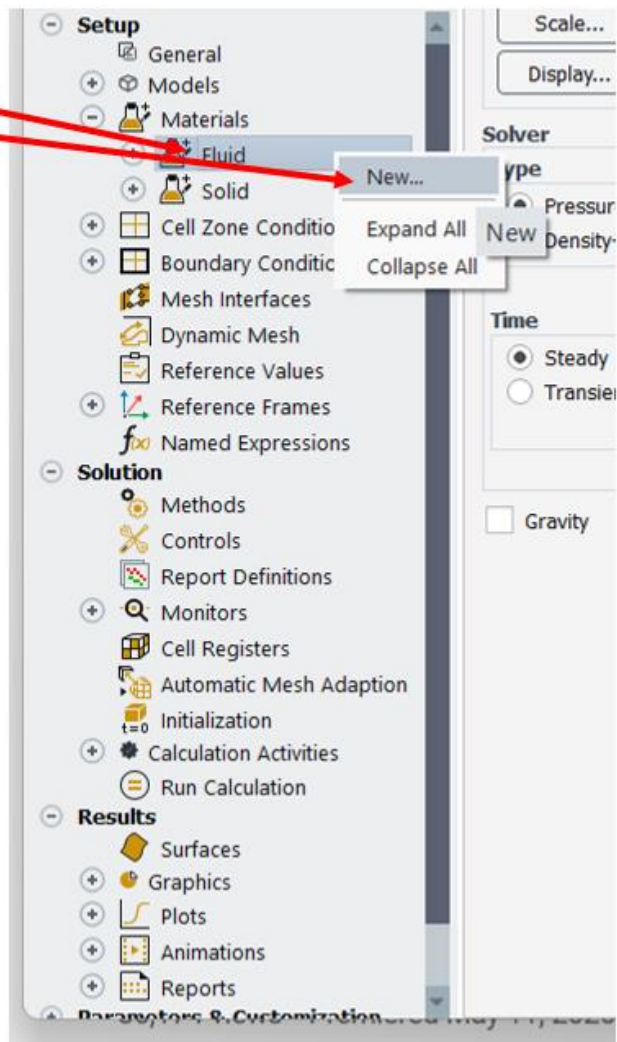 Setup
General
Models
Materials
Fluid
Solid
Cell Zone Conditio
Boundary Conditic
Mesh Interfaces
Dynamic Mesh
Reference Values
Reference Frames
f(x) Named Expressions
Solution
Methods
Controls
Report Definitions
Monitors
Cell Registers
Automatic Mesh Adaption
t=0 Initialization
Calculation Activities
Run Calculation
Results
Surfaces
Graphics
Plots
Animations
Reports
Parameters & Customization
New...
Expand All
Collapse All
New
Scale...
Display...
Solver
ype
Pressur
Density-
Time
Steady
Transie
Gravity